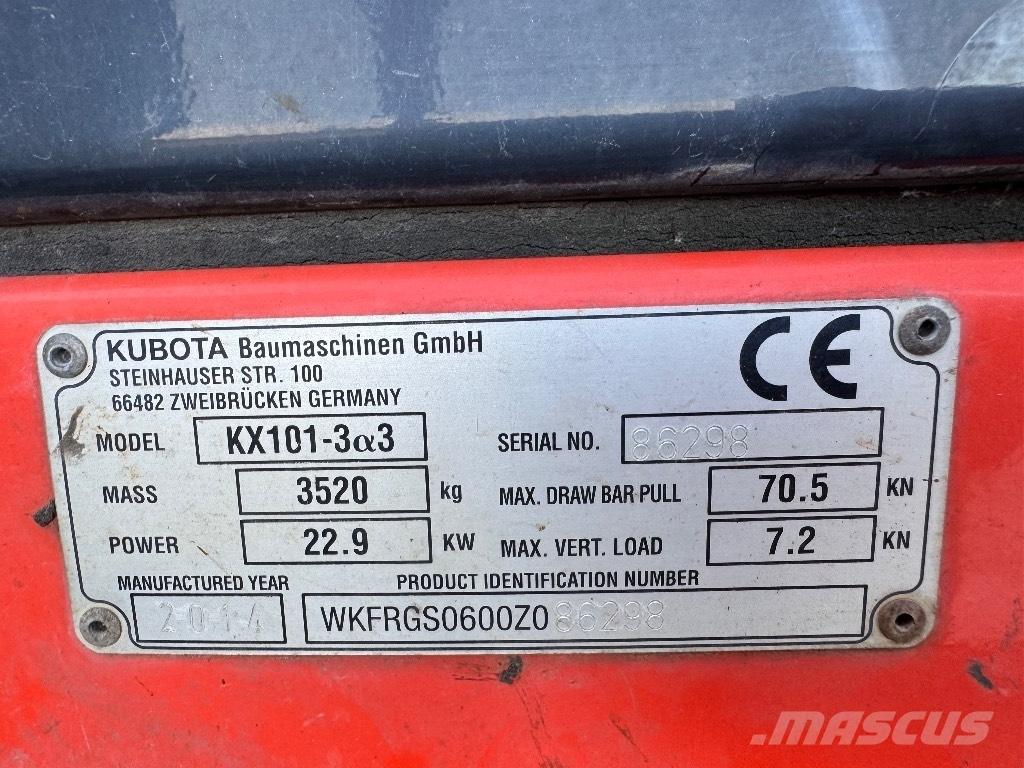 KUBOTA Baumaschinen GmbH
STEINHAUSER STR. 100
66482 ZWEIBRÜCKEN GERMANY
CE
MODEL KX101-3α3 SERIAL NO. 86298
MASS 3520 kg MAX. DRAW BAR PULL 70.5 KN
POWER 22.9 KW MAX. VERT. LOAD 7.2 KN
MANUFACTURED YEAR PRODUCT IDENTIFICATION NUMBER
2014 WKFRGS0600Z086298
MASCUS